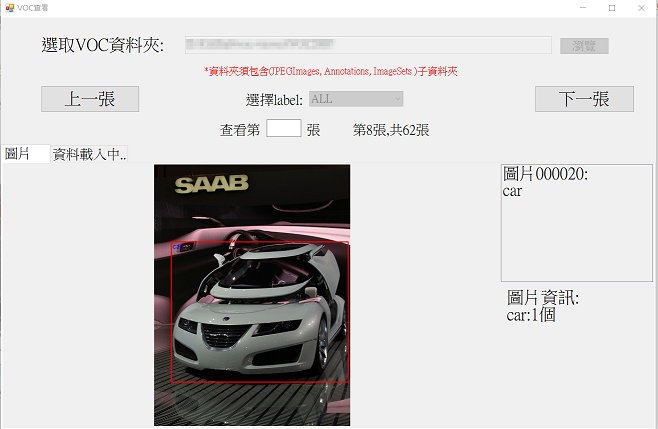 VOC查看
選取VOC資料夾:
瀏覽
*資料夾須包含(JPEGImages, Annotations, ImageSets )子資料夾
上一張
選擇label:
ALL
下一張
查看第 張 第8張,共62張
圖片
資料載入中..
SAAB
car
圖片000020:
car
圖片資訊:
car:1個